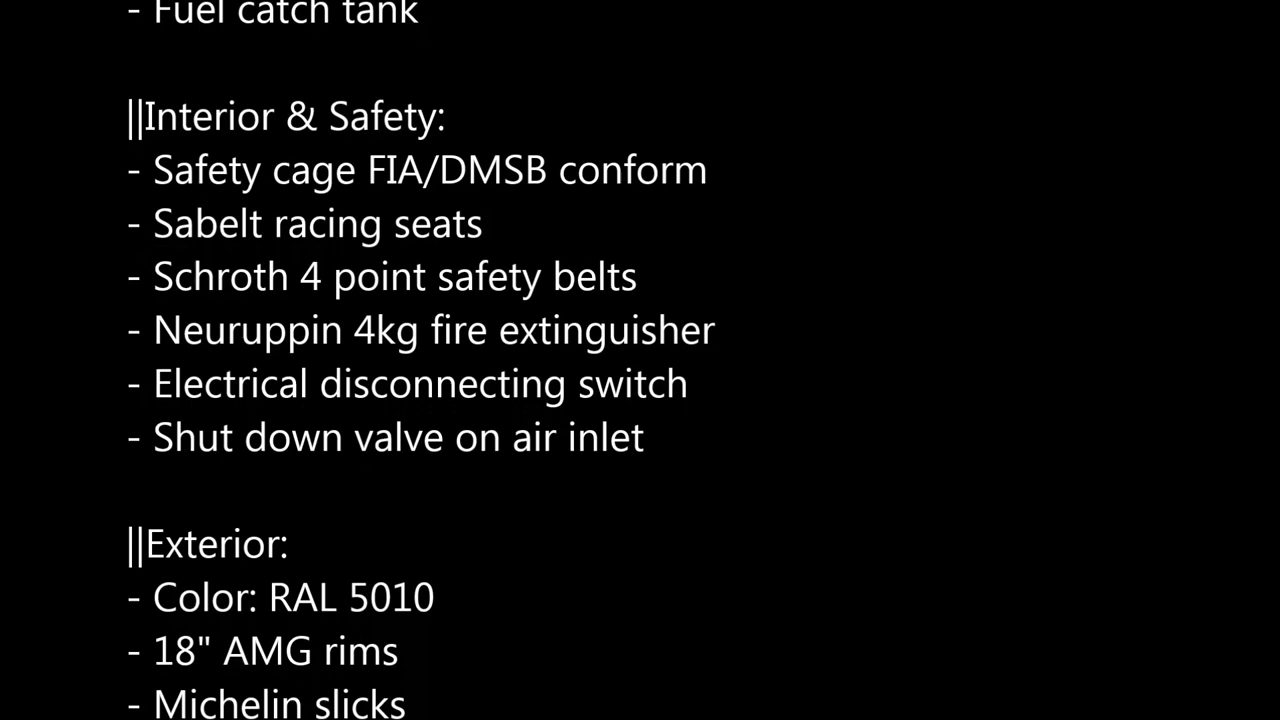 - Fuel catch tank
||Interior & Safety:
- Safety cage FIA/DMSB conform
- Sabelt racing seats
- Schroth 4 point safety belts
- Neuruppin 4kg fire extinguisher
- Electrical disconnecting switch
- Shut down valve on air inlet
||Exterior:
- Color: RAL 5010
- 18" AMG rims
- Michelin slicks